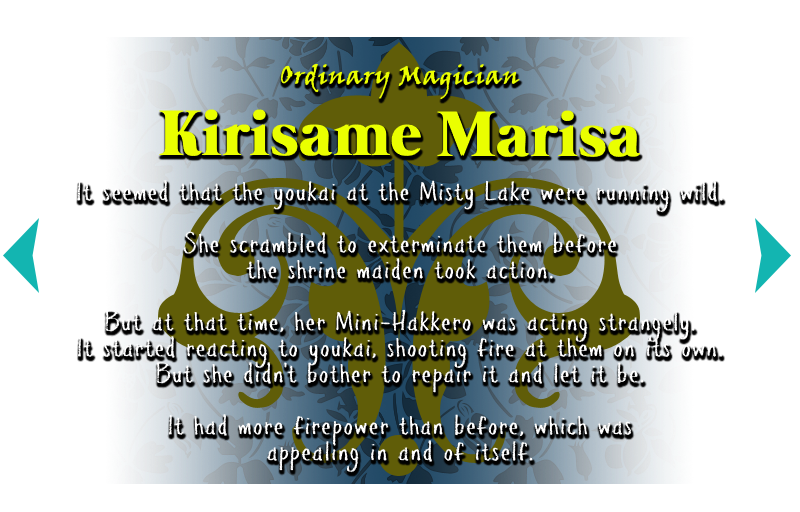 Ordinary Magician
Kirisame Marisa
It seemed that the youkai at the Misty Lake were running wild.
She scrambled to exterminate them before
the shrine maiden took action.
But at that time, her Mini-Hakkero was acting strangely.
It started reacting to youkai, shooting fire at them on its own.
But she didn't bother to repair it and let it be.
It had more firepower than before, which was
appealing in and of itself.